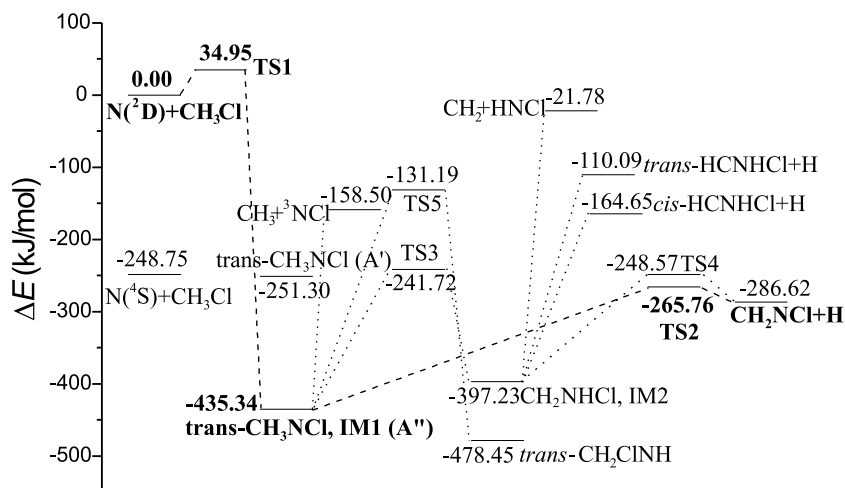 100
0
-100
-200
-300
-400
-500
ΔE (kJ/mol)
0.00
N(²D)+CH₃Cl
34.95
TS1
-248.75
N(⁴S)+CH₃Cl
trans-CH₃NCl (A')
-251.30
-435.34
trans-CH₃NCl, IM1 (A")
CH₃+³NCl
-158.50
-131.19
TS5
TS3
-241.72
CH₂+HNCl
-21.78
-110.09 trans-HCNHCl+H
-164.65 cis-HCNHCl+H
-248.57 TS4
-265.76
TS2
-286.62
CH₂NCl+H
-397.23 CH₂NHCl, IM2
-478.45 trans-CH₂ClNH